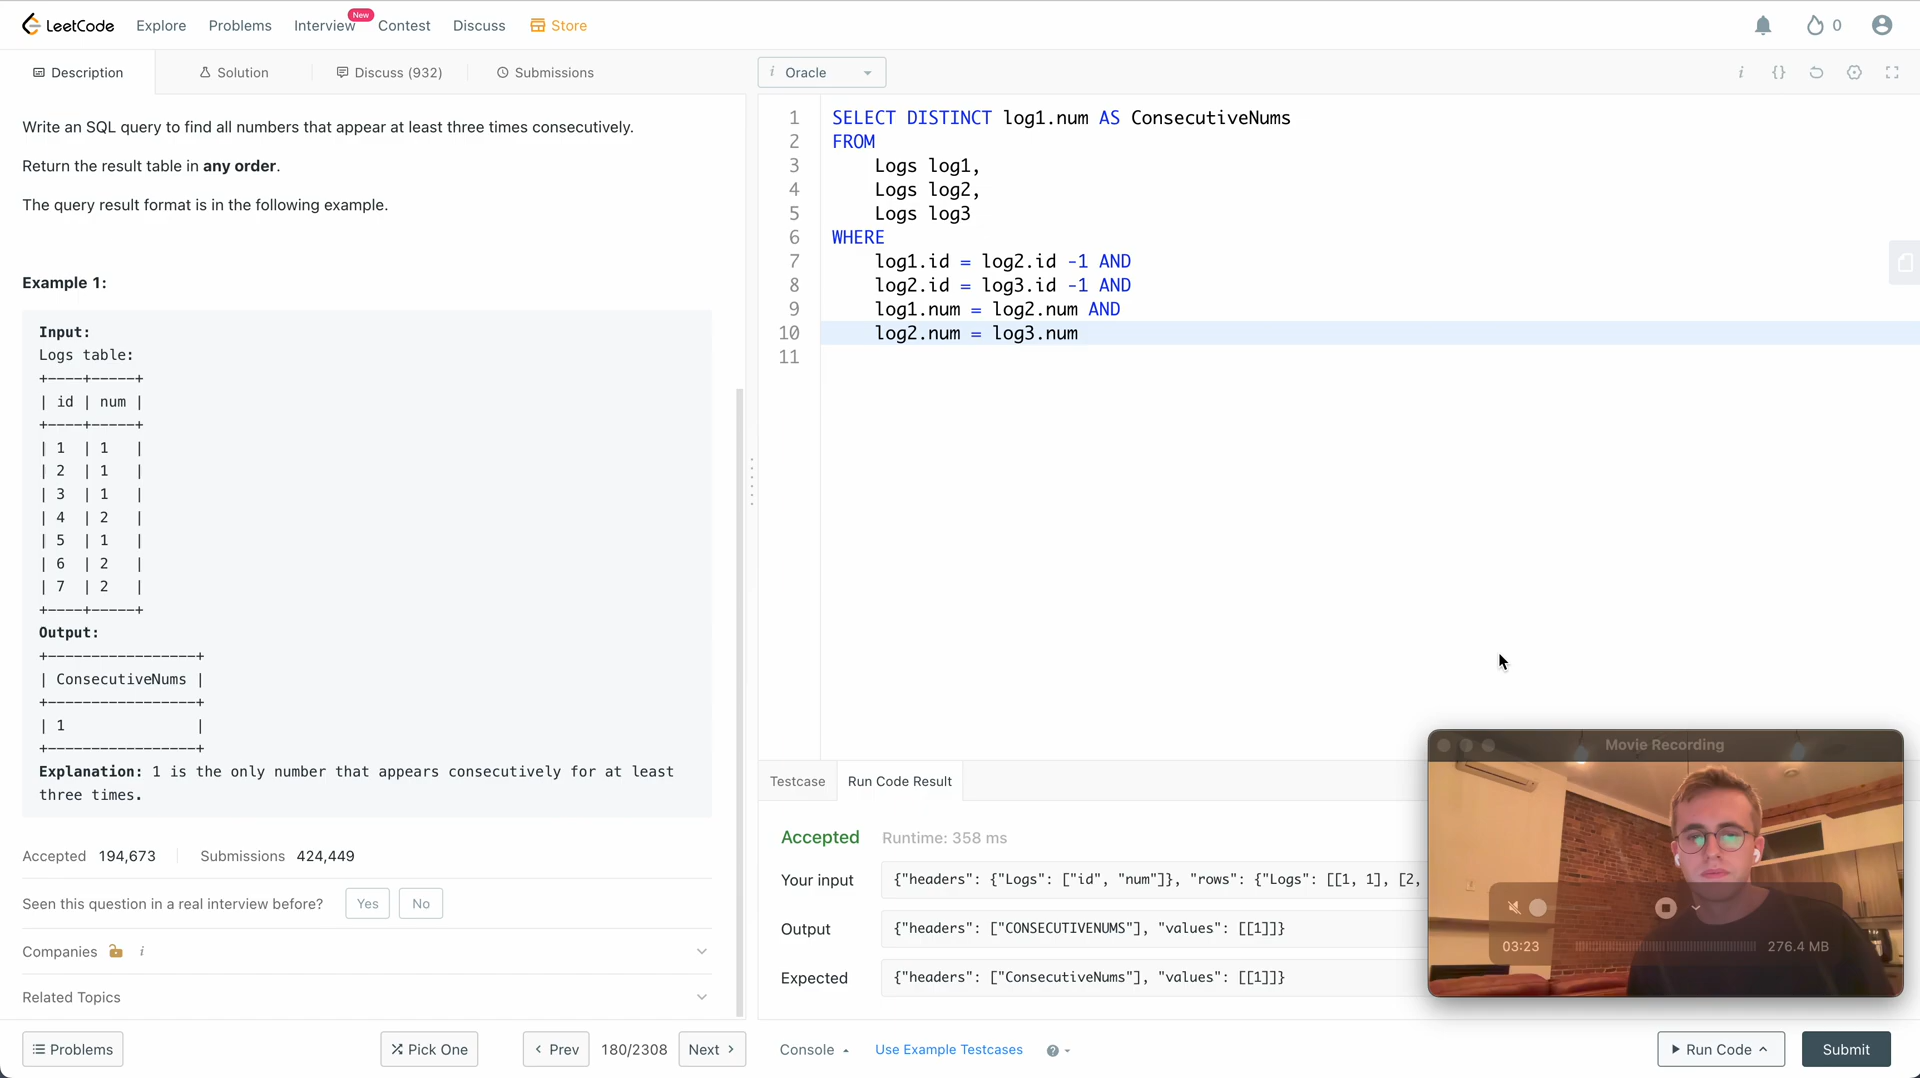 LeetCode Explore Problems Interview New Contest Discuss Store 0
Description Solution Discuss (932) Submissions
i Oracle
Write an SQL query to find all numbers that appear at least three times consecutively.
Return the result table in any order.
The query result format is in the following example.
Example 1:
Input:
Logs table:
+----+-----+
| id | num |
+----+-----+
| 1 | 1 |
| 2 | 1 |
| 3 | 1 |
| 4 | 2 |
| 5 | 1 |
| 6 | 2 |
| 7 | 2 |
+----+-----+
Output:
+-----------------+
| ConsecutiveNums |
+-----------------+
| 1 |
+-----------------+
Explanation: 1 is the only number that appears consecutively for at least
three times.
Accepted 194,673 Submissions 424,449
Seen this question in a real interview before? Yes No
Companies i
Related Topics
Problems Pick One Prev 180/2308 Next
i {}
1 SELECT DISTINCT log1.num AS ConsecutiveNums
2 FROM
3 Logs log1,
4 Logs log2,
5 Logs log3
6 WHERE
7 log1.id = log2.id -1 AND
8 log2.id = log3.id -1 AND
9 log1.num = log2.num AND
10 log2.num = log3.num
11
Testcase Run Code Result
Accepted Runtime: 358 ms
Your input {"headers": {"Logs": ["id", "num"]}, "rows": {"Logs": [[1, 1], [2,
Output {"headers": ["CONSECUTIVENUMS"], "values": [[1]]}
Expected {"headers": ["ConsecutiveNums"], "values": [[1]]}
Movie Recording
03:23 276.4 MB
Console Use Example Testcases ? Run Code Submit